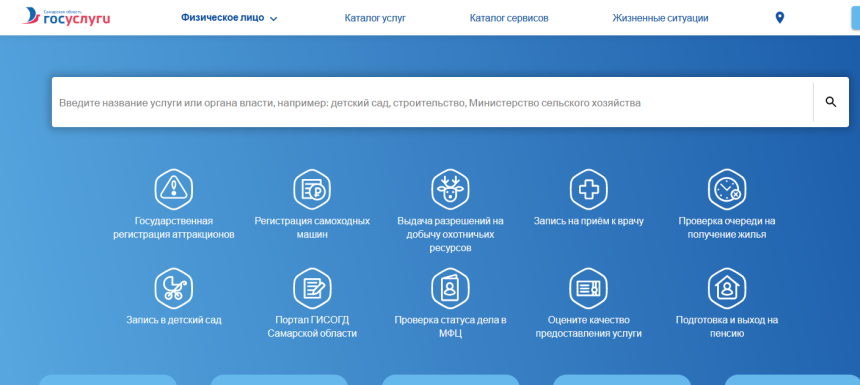 Самарская область
госуслуги
Физическое лицо
Каталог услуг
Каталог сервисов
Жизненные ситуации
Введите название услуги или органа власти, например: детский сад, строительство, Министерство сельского хозяйства
Государственная
регистрация аттракционов
Регистрация самоходных
машин
Выдача разрешений на
добычу охотничьих
ресурсов
Запись на приём к врачу
Проверка очереди на
получение жилья
Запись в детский сад
Портал ГИСОГД
Самарской области
Проверка статуса дела в
МФЦ
Оцените качество
предоставления услуги
Подготовка и выход на
пенсию